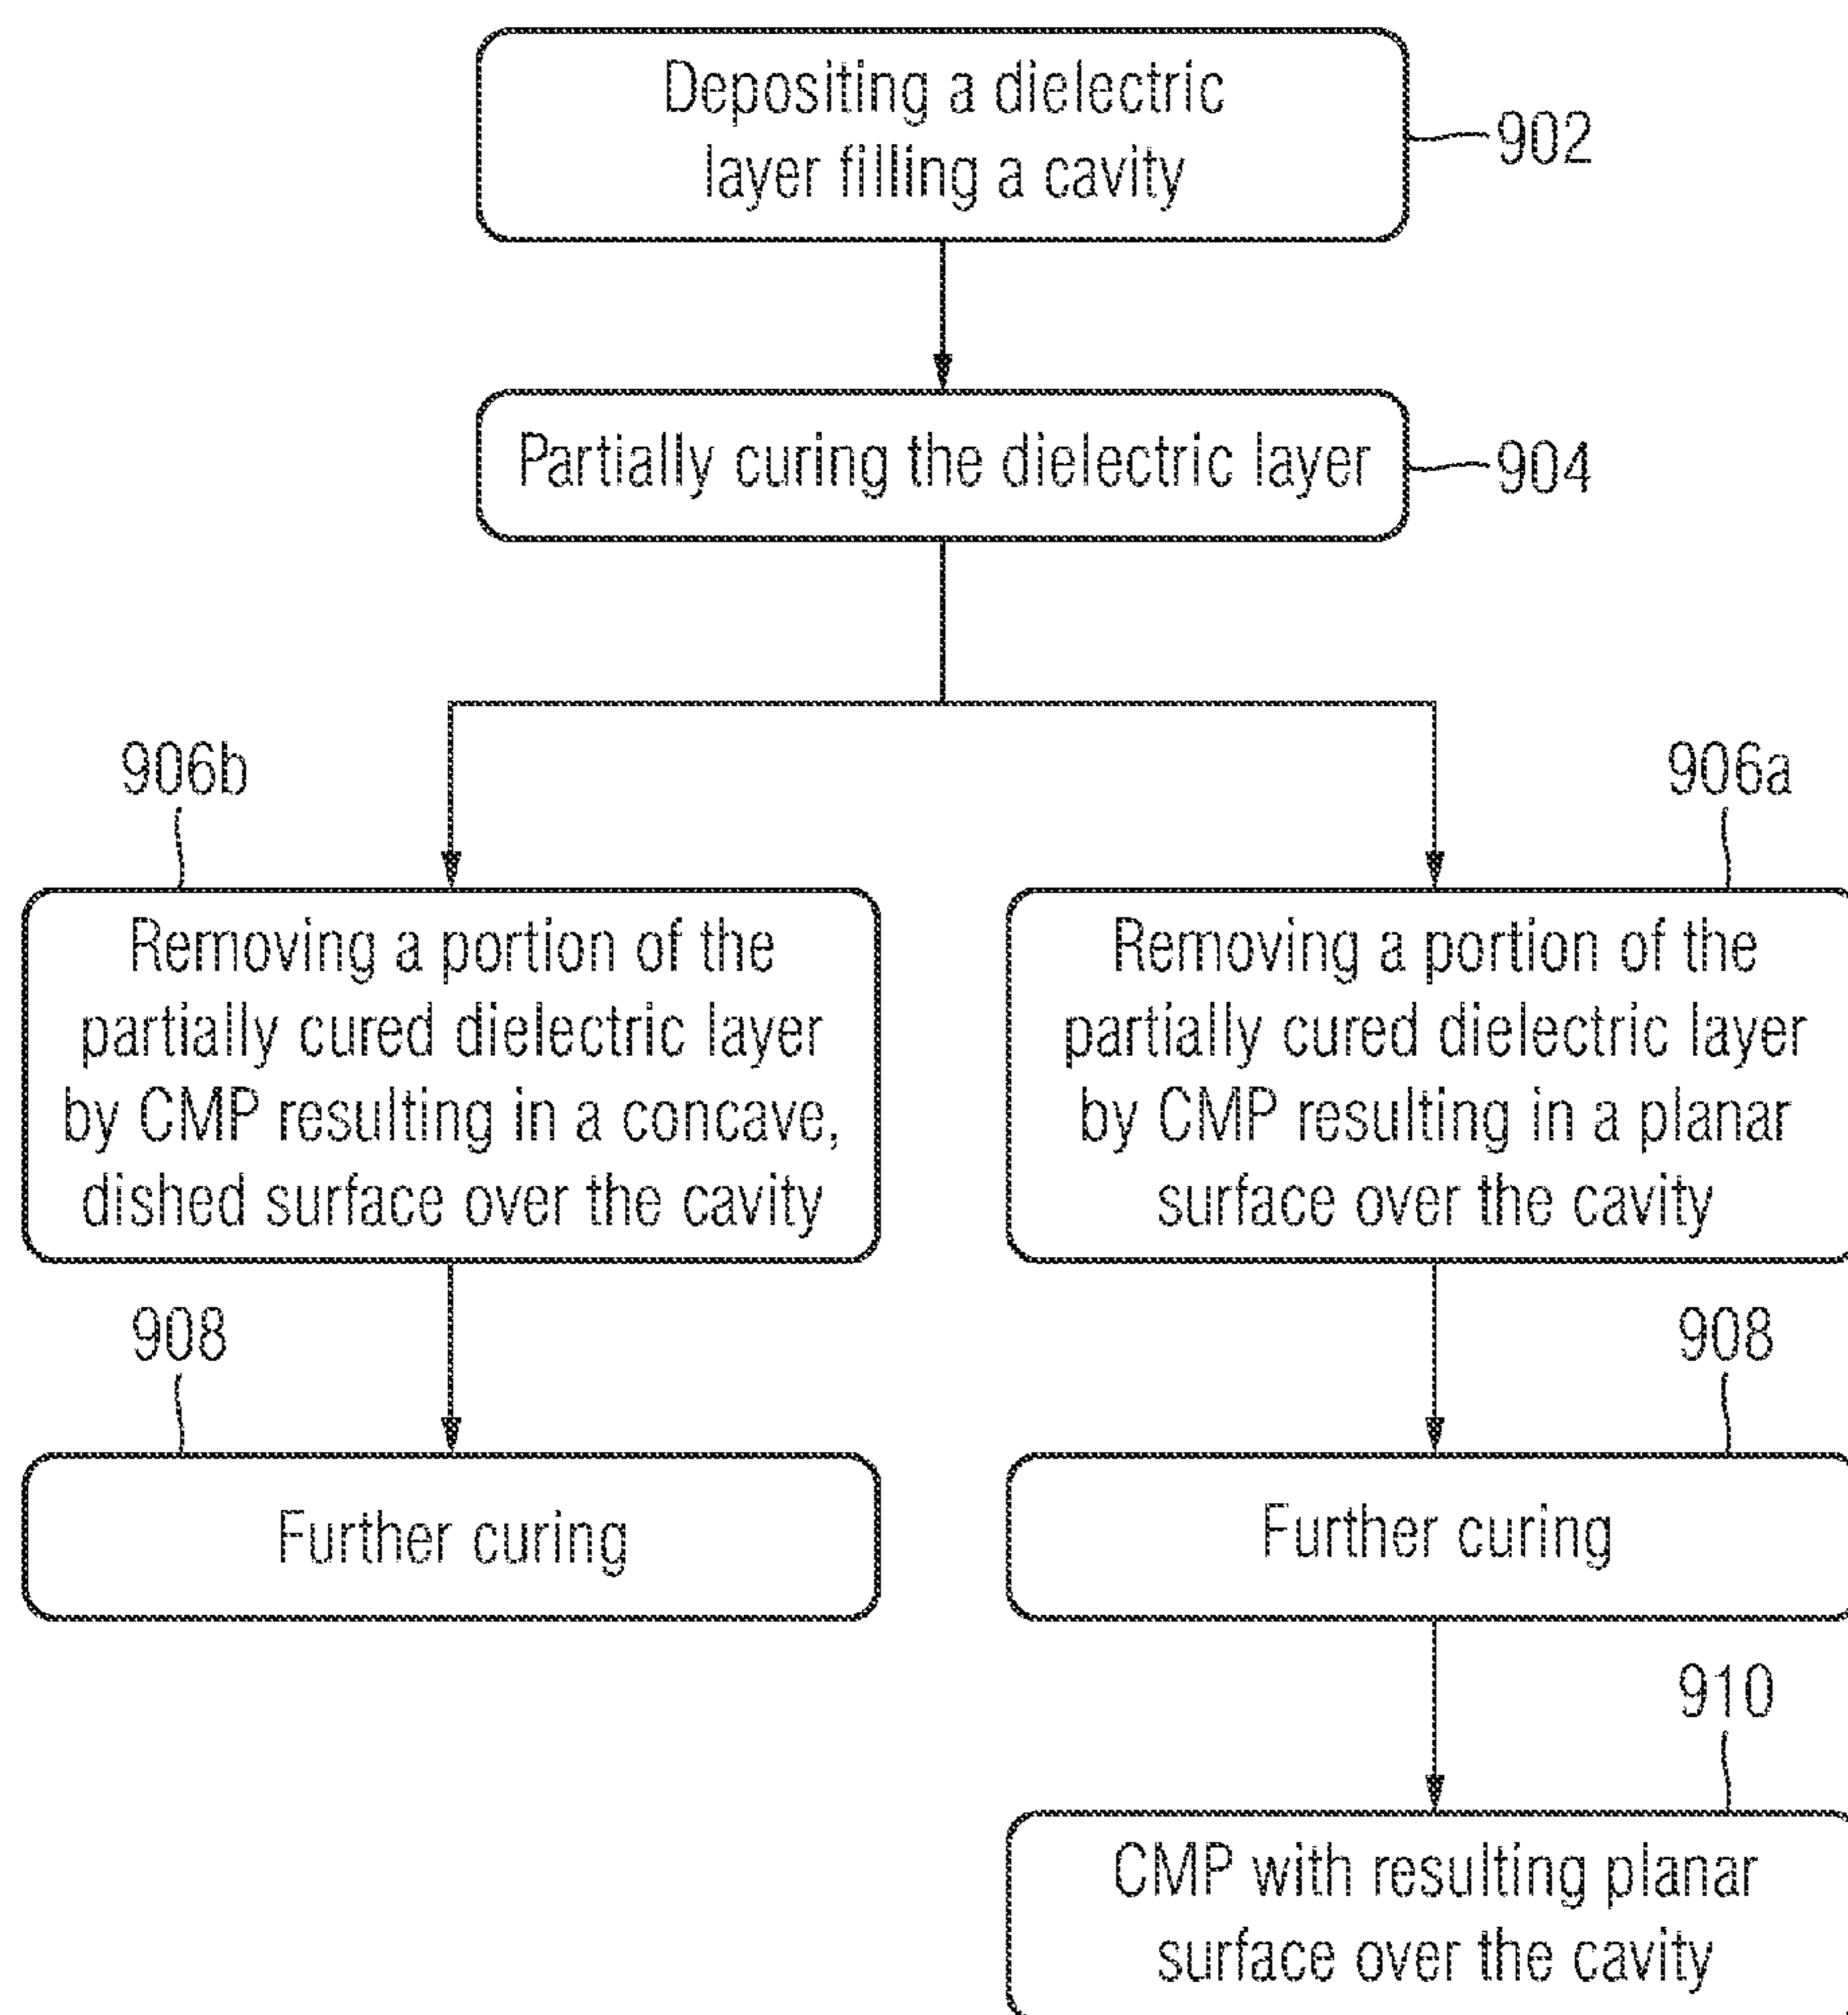 Depositing a dielectric
layer filling a cavity
902
Partially curing the dielectric layer
904
906b
906a
Removing a portion of the
partially cured dielectric layer
by CMP resulting in a concave,
dished surface over the cavity
Removing a portion of the
partially cured dielectric layer
by CMP resulting in a planar
surface over the cavity
908
908
Further curing
Further curing
910
CMP with resulting planar
surface over the cavity